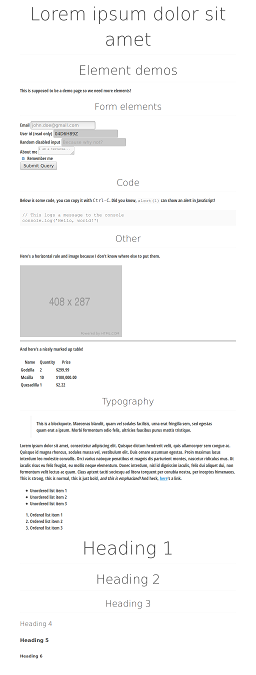 Lorem ipsum dolor sit
amet
Element demos
This is supposed to be a demo page so we need more elements!
Form elements
Email john.doe@gmail.com
User id (read only)
Random disabled input
About me
Remember me
Submit Query
Code
Below is some code, you can copy it with Ctrl-C. Did you know, alert() can show an alert in JavaScript!
// This logs a message to the console
console.log("Hello, world!")
Other
Here's a horizontal rule and image because I don't know where else to put them.
408 x 287
And here's a nicely marked up table!
Name Quantity Price
Godzilla 2 $299.99
Mozilla 10 $100,000.00
Quesadilla 1 $2.22
Typography
This is a blockquote. Maecenas blandit, quam vel sodales facilisis, urna erat fringilla sem, sed egestas
quam erat a ipsum. Morbi fermentum odio felis, ultricies faucibus purus mattis tristique.
Lorem ipsum dolor sit amet, consectetur adipiscing elit. Quisque dictum hendrerit velit, quis ullamcorper sem congue ac.
Quisque id magna rhoncus, sodales massa vel, vestibulum elit. Duis ornare accumsan egestas. Proin maximus lacus
interdum leo molestie convallis. Orci varius natoque penatibus et magnis dis parturient montes, nascetur ridiculus mus. Ut
iaculis risus eu felis feugiat, eu mollis neque elementum. Donec interdum, nisl id dignissim iaculis, felis dui aliquet dui, non
fermentum velit lectus ac quam. Class aptent taciti sociosqu ad litora torquent per conubia nostra, per inceptos himenaeos.
This is strong, this is normal, this is just bold, and this is emphasized! And heck, here's a link.
Unordered list item 1
Unordered list item 2
Unordered list item 3
1. Ordered list item 1
2. Ordered list item 2
3. Ordered list item 3
Heading 1
Heading 2
Heading 3
Heading 4
Heading 5
Heading 6